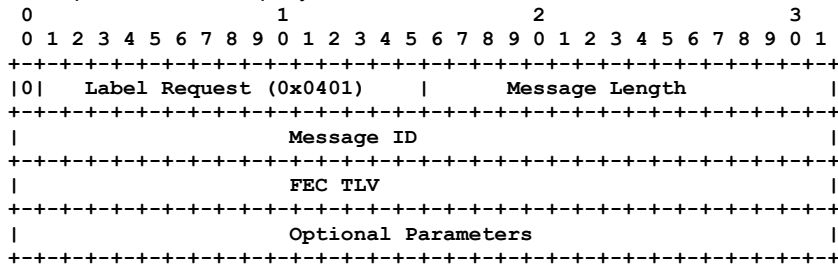 0                   1                   2                   3
 0 1 2 3 4 5 6 7 8 9 0 1 2 3 4 5 6 7 8 9 0 1 2 3 4 5 6 7 8 9 0 1
+-+-+-+-+-+-+-+-+-+-+-+-+-+-+-+-+-+-+-+-+-+-+-+-+-+-+-+-+-+-+-+-+
|0|   Label Request (0x0401)    |      Message Length           |
+-+-+-+-+-+-+-+-+-+-+-+-+-+-+-+-+-+-+-+-+-+-+-+-+-+-+-+-+-+-+-+-+
|                     Message ID                                |
+-+-+-+-+-+-+-+-+-+-+-+-+-+-+-+-+-+-+-+-+-+-+-+-+-+-+-+-+-+-+-+-+
|                     FEC TLV                                   |
+-+-+-+-+-+-+-+-+-+-+-+-+-+-+-+-+-+-+-+-+-+-+-+-+-+-+-+-+-+-+-+-+
|                     Optional Parameters                       |
+-+-+-+-+-+-+-+-+-+-+-+-+-+-+-+-+-+-+-+-+-+-+-+-+-+-+-+-+-+-+-+-+